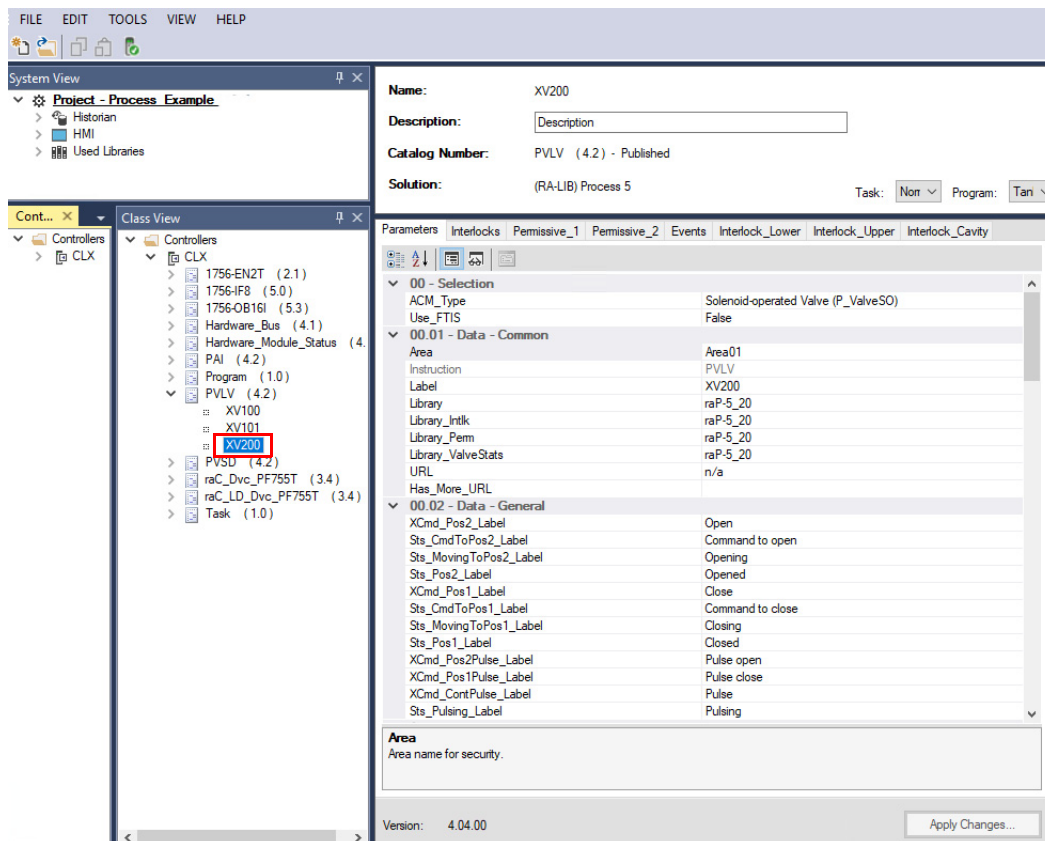 FILE EDIT TOOLS VIEW HELP
System View
Project - Process_Example
Historian
HMI
Used Libraries
Cont...
Controllers
CLX
Class View
Controllers
CLX
1756-EN2T (2.1)
1756-IF8 (5.0)
1756-OB16I (5.3)
Hardware_Bus (4.1)
Hardware_Module_Status (4.
PAI (4.2)
Program (1.0)
PVLV (4.2)
XV100
XV101
XV200
PVSD (4.2)
raC_Dvc_PF755T (3.4)
raC_LD_Dvc_PF755T (3.4)
Task (1.0)
Name: XV200
Description: Description
Catalog Number: PVLV (4.2) - Published
Solution: (RA-LIB) Process 5
Task: Norr Program: Tan
Parameters Interlocks Permissive_1 Permissive_2 Events Interlock_Lower Interlock_Upper Interlock_Cavity
00 - Selection
ACM_Type Solenoid-operated Valve (P_ValveSO)
Use_FTIS False
00.01 - Data - Common
Area Area01
Instruction PVLV
Label XV200
Library raP-5_20
Library_Intlk raP-5_20
Library_Perm raP-5_20
Library_ValveStats raP-5_20
URL n/a
Has_More_URL
00.02 - Data - General
XCmd_Pos2_Label Open
Sts_CmdToPos2_Label Command to open
Sts_MovingToPos2_Label Opening
Sts_Pos2_Label Opened
XCmd_Pos1_Label Close
Sts_CmdToPos1_Label Command to close
Sts_MovingToPos1_Label Closing
Sts_Pos1_Label Closed
XCmd_Pos2Pulse_Label Pulse open
XCmd_Pos1Pulse_Label Pulse close
XCmd_ContPulse_Label Pulse
Sts_Pulsing_Label Pulsing
Area
Area name for security.
Version: 4.04.00
Apply Changes...